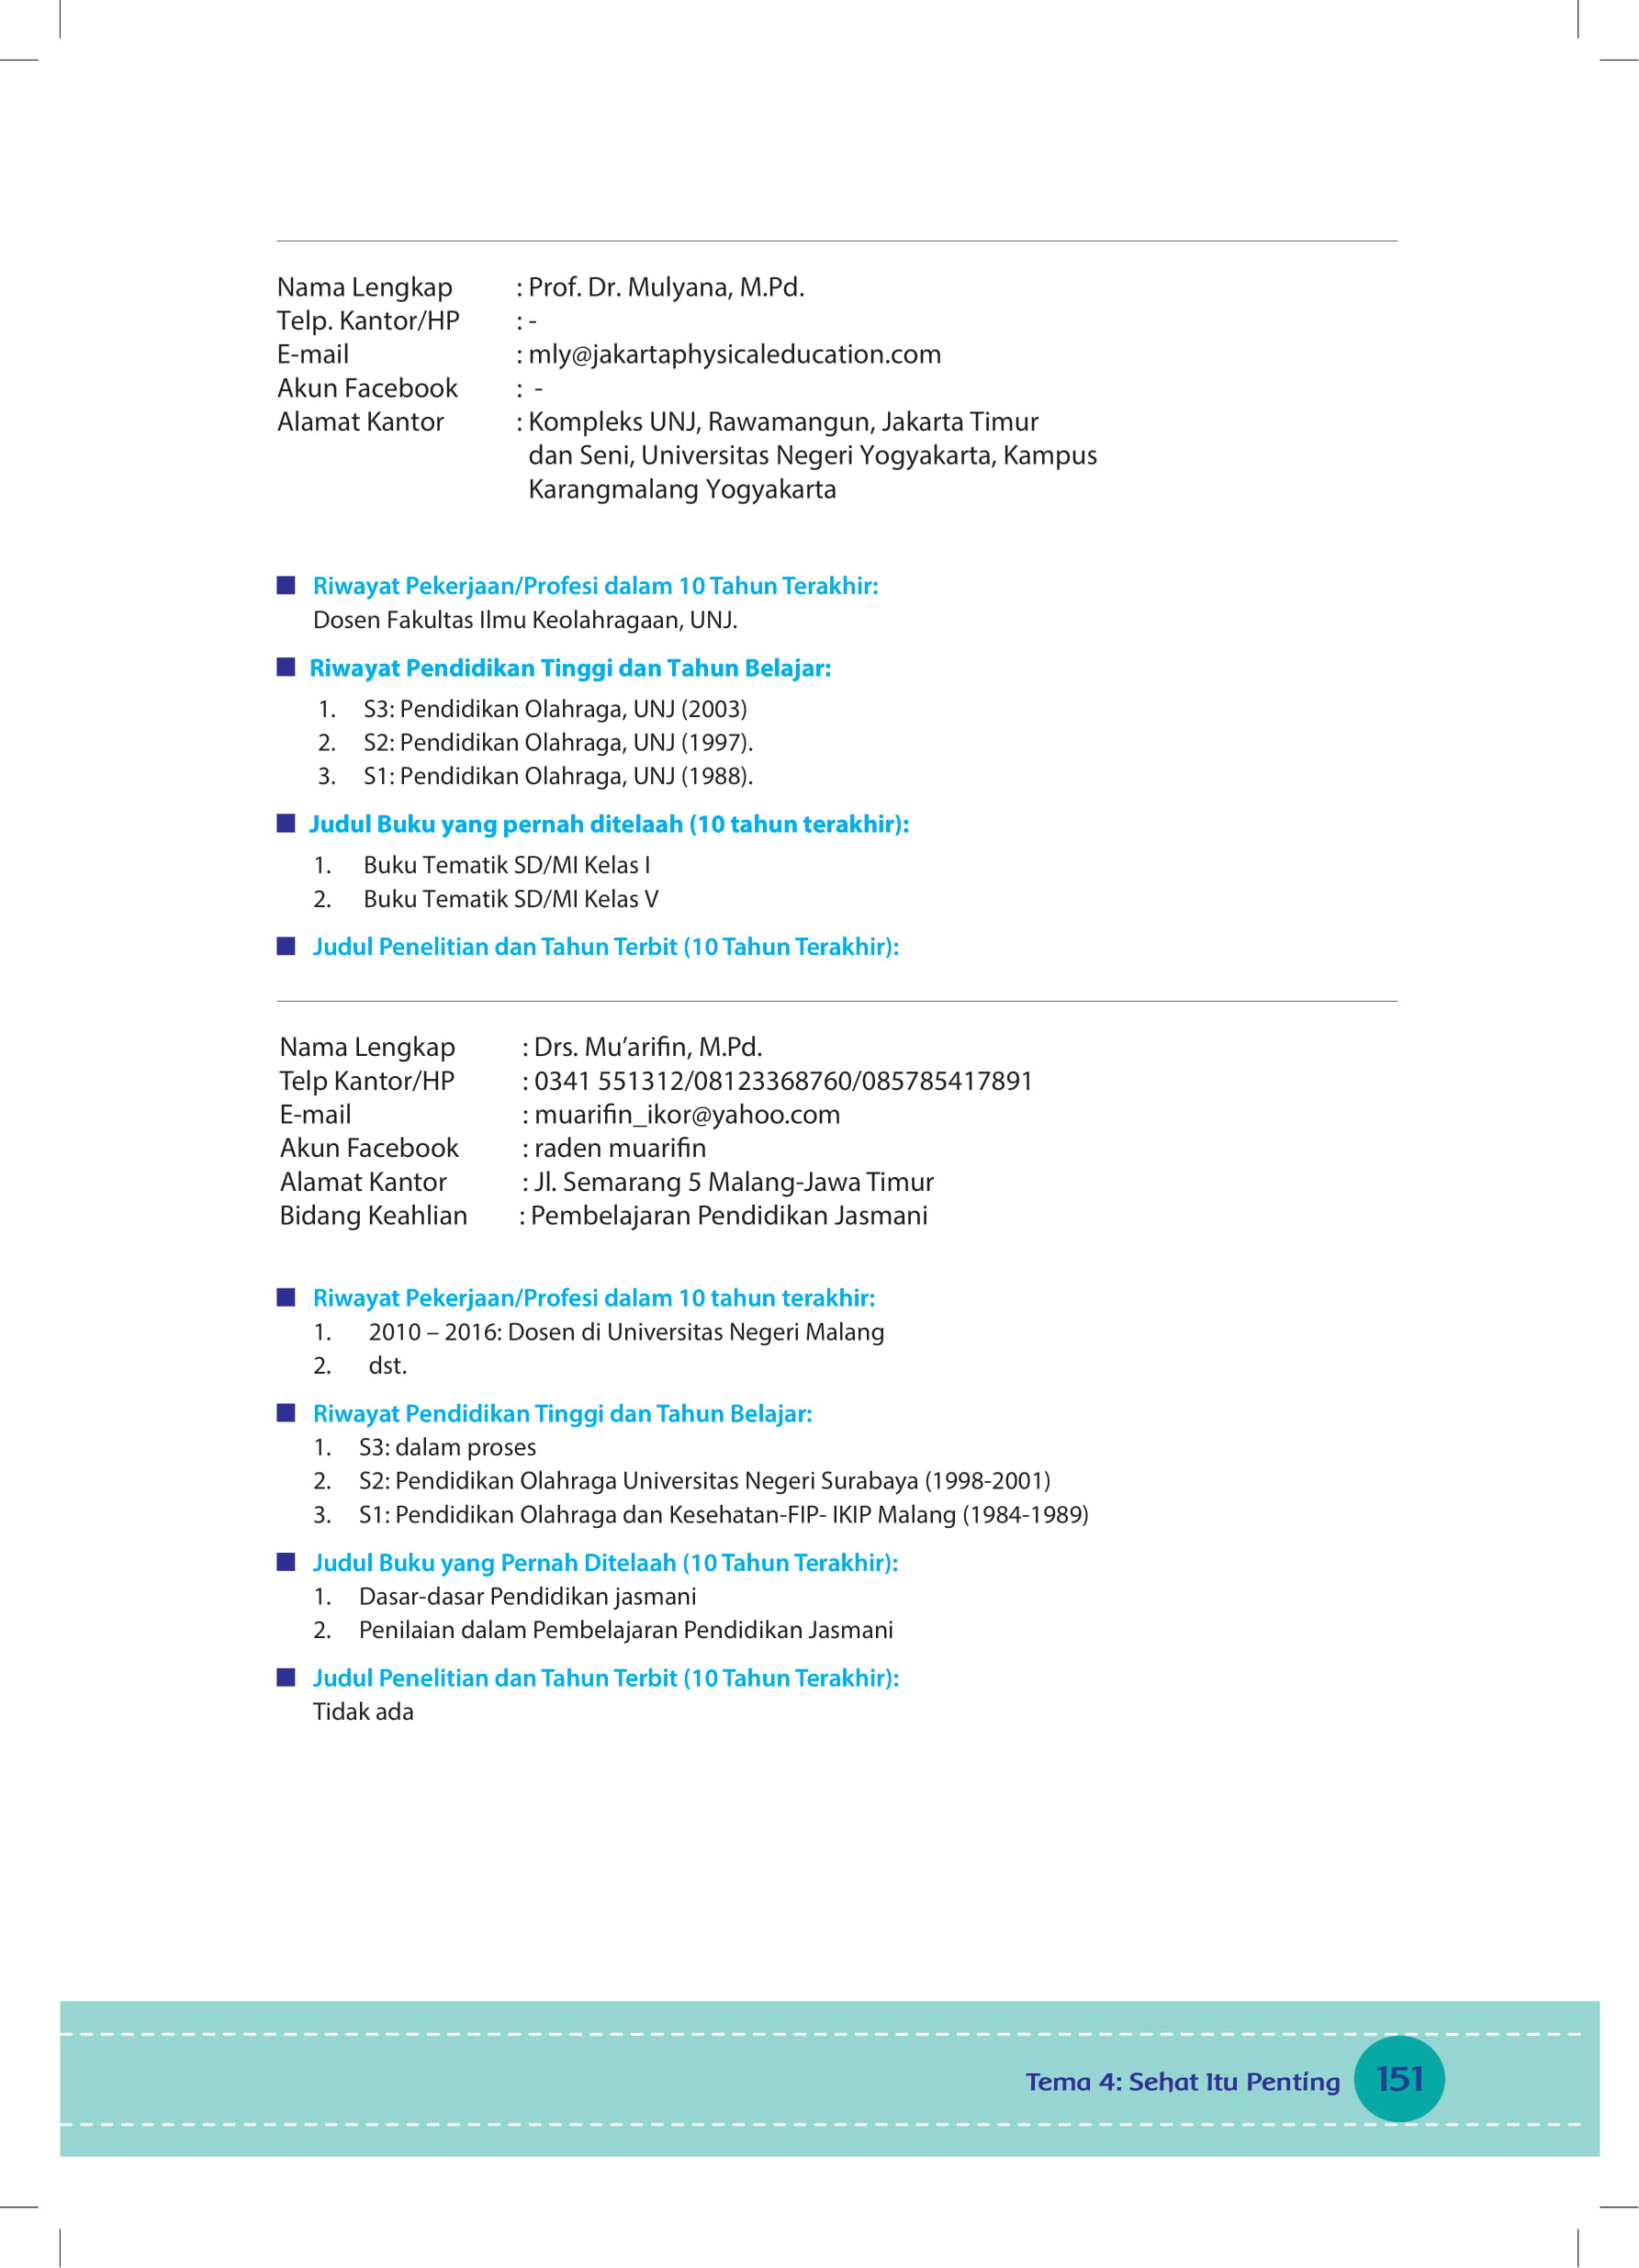 Nama Lengkap : Prof. Dr. Mulyana, M.Pd.
Telp. Kantor/HP : -
E-mail : mly@jakartaphysicaleducation.com
Akun Facebook : -
Alamat Kantor : Kompleks UNJ, Rawamangun, Jakarta Timur
dan Seni, Universitas Negeri Yogyakarta, Kampus
Karangmalang Yogyakarta
Riwayat Pekerjaan/Profesi dalam 10 Tahun Terakhir:
Dosen Fakultas Ilmu Keolahragaan, UNJ.
Riwayat Pendidikan Tinggi dan Tahun Belajar:
1. S3: Pendidikan Olahraga, UNJ (2003)
2. S2: Pendidikan Olahraga, UNJ (1997).
3. S1: Pendidikan Olahraga, UNJ (1988).
Judul Buku yang pernah ditelaah (10 tahun terakhir):
1. Buku Tematik SD/MI Kelas I
2. Buku Tematik SD/MI Kelas V
Judul Penelitian dan Tahun Terbit (10 Tahun Terakhir):
Nama Lengkap : Drs. Mu’arifin, M.Pd.
Telp Kantor/HP : 0341 551312/08123368760/085785417891
E-mail : muarifin_ikor@yahoo.com
Akun Facebook : raden muarifin
Alamat Kantor : Jl. Semarang 5 Malang-Jawa Timur
Bidang Keahlian : Pembelajaran Pendidikan Jasmani
Riwayat Pekerjaan/Profesi dalam 10 tahun terakhir:
1. 2010 – 2016: Dosen di Universitas Negeri Malang
2. dst.
Riwayat Pendidikan Tinggi dan Tahun Belajar:
1. S3: dalam proses
2. S2: Pendidikan Olahraga Universitas Negeri Surabaya (1998-2001)
3. S1: Pendidikan Olahraga dan Kesehatan-FIP- IKIP Malang (1984-1989)
Judul Buku yang Pernah Ditelaah (10 Tahun Terakhir):
1. Dasar-dasar Pendidikan jasmani
2. Penilaian dalam Pembelajaran Pendidikan Jasmani
Judul Penelitian dan Tahun Terbit (10 Tahun Terakhir):
Tidak ada
Tema 4: Sehat Itu Penting 151